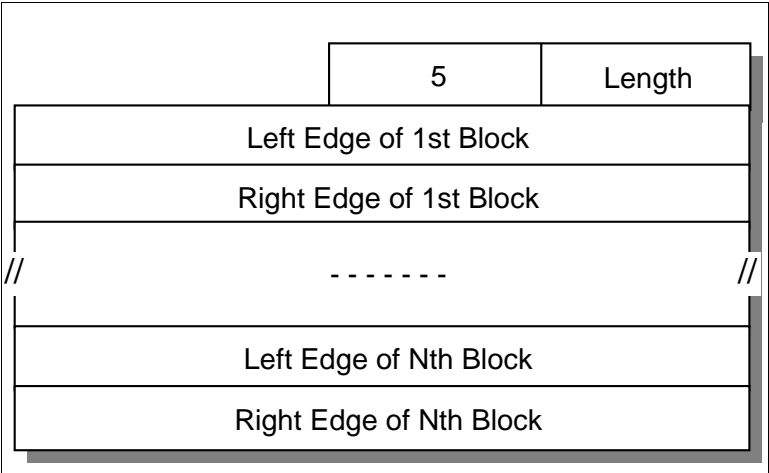 5 Length
Left Edge of 1st Block
Right Edge of 1st Block
// - - - - - - - //
Left Edge of Nth Block
Right Edge of Nth Block